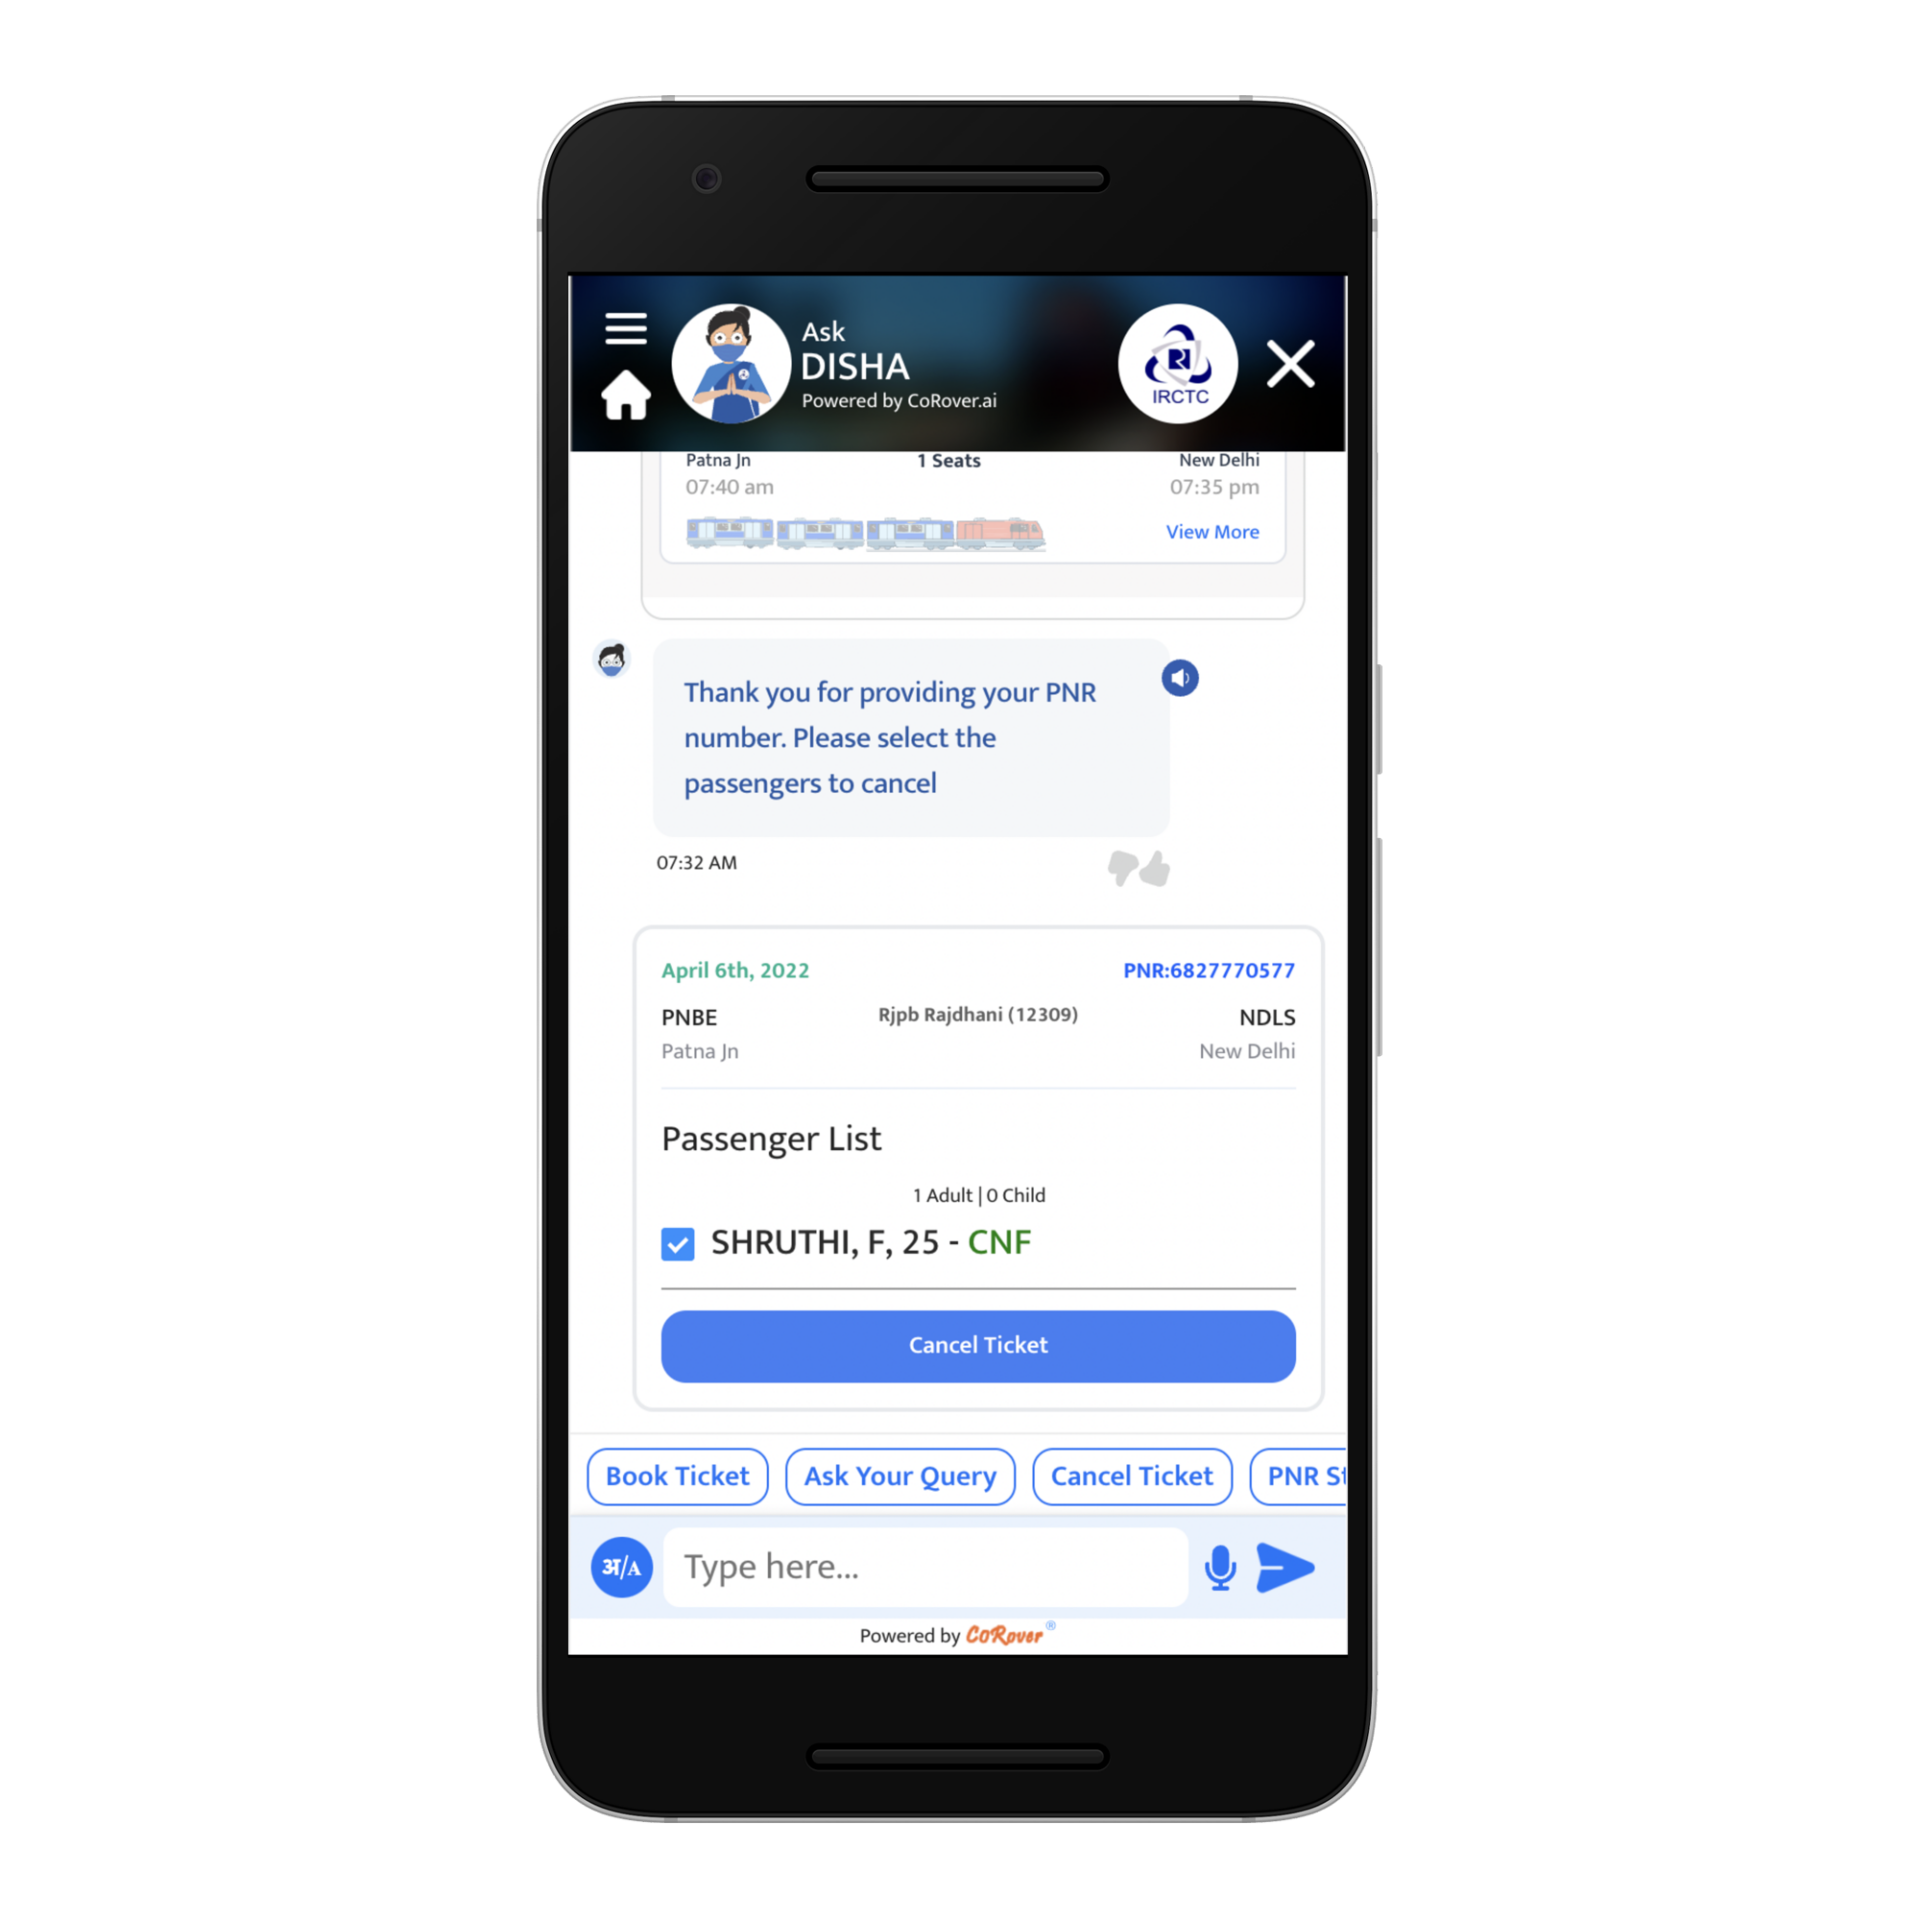 Ask
DISHA
Powered by CoRover.ai
IRCTC
Patna Jn 1 Seats New Delhi
07:40 am 07:35 pm
View More
Thank you for providing your PNR
number. Please select the
passengers to cancel
07:32 AM
April 6th, 2022 PNR:6827770577
PNBE Rjpb Rajdhani (12309) NDLS
Patna Jn New Delhi
Passenger List
1 Adult | 0 Child
SHRUTHI, F, 25 - CNF
Cancel Ticket
Book Ticket Ask Your Query Cancel Ticket PNR
अ/A Type here...
Powered by CoRover®